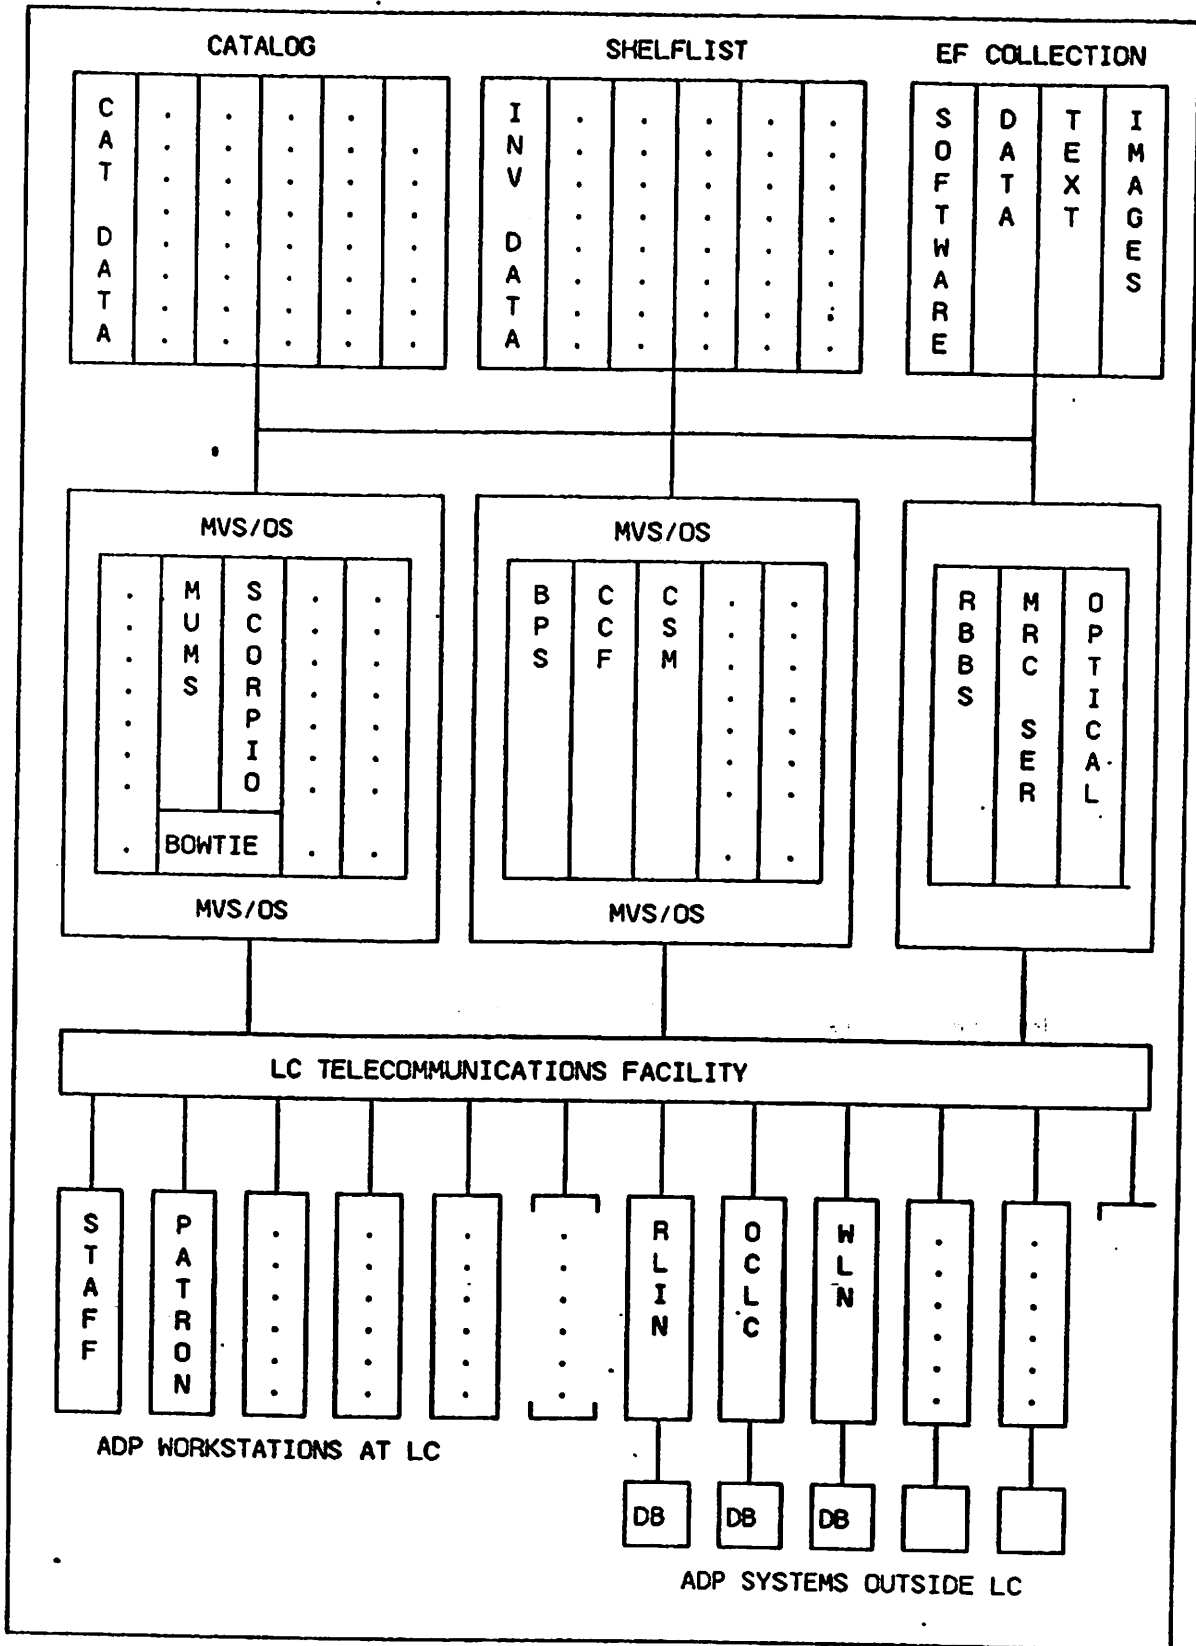 CATALOG
SHELFLIST
EF COLLECTION
CAT DATA
INV DATA
SOFTWARE
DATA
TEXT
IMAGES
MVS/OS
MVS/OS
MUMS
SCORPIO
BOWTIE
BPS
CCF
CSM
RBBS
MRC SER
OPTICAL
MVS/OS
MVS/OS
LC TELECOMMUNICATIONS FACILITY
STAFF
PATRON
RLIN
OCLC
WLN
ADP WORKSTATIONS AT LC
DB
DB
DB
ADP SYSTEMS OUTSIDE LC